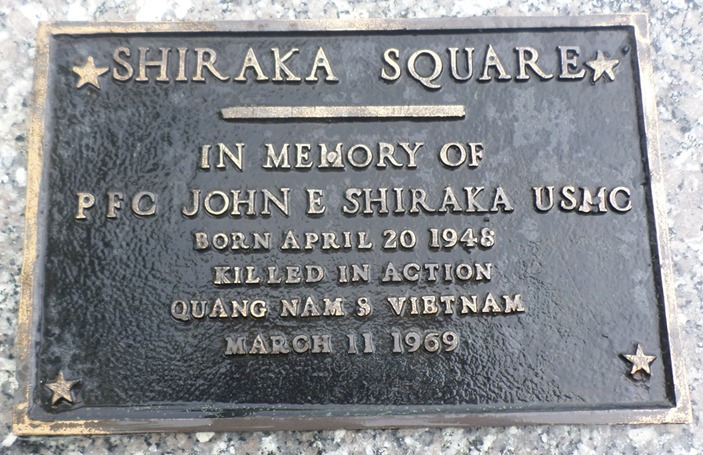 SHIRAKA SQUARE
IN MEMORY OF
PFC JOHN E SHIRAKA USMC
BORN APRIL 20 1948
KILLED IN ACTION
QUANG NAM S VIETNAM
MARCH 11 1969